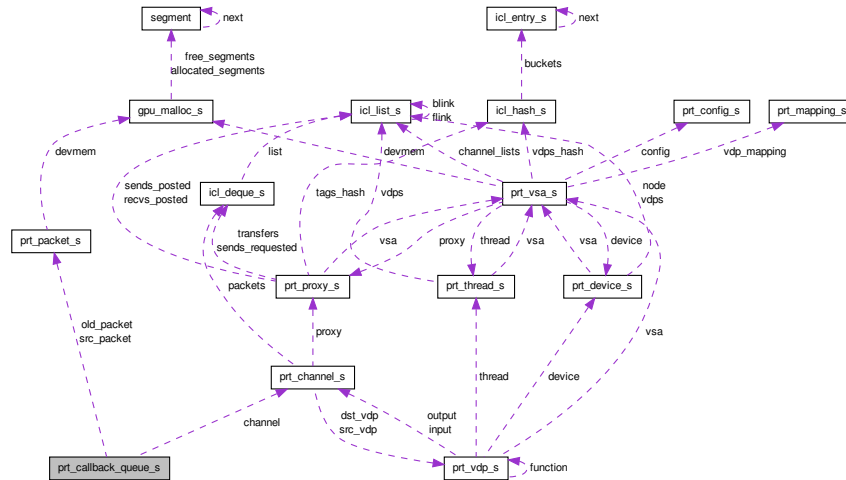 segment
next
icl_entry_s
next
free_segments
allocated_segments
buckets
gpu_malloc_s
icl_list_s
blink
flink
icl_hash_s
prt_config_s
prt_mapping_s
devmem
list
devmem
channel_lists
vdps_hash
config
vdp_mapping
sends_posted
recvs_posted
icl_deque_s
tags_hash
vdps
prt_vsa_s
node
vdps
prt_packet_s
transfers
sends_requested
vsa
proxy
thread
vsa
vsa
device
packets
prt_proxy_s
prt_thread_s
prt_device_s
old_packet
src_packet
proxy
vsa
prt_channel_s
thread
device
channel
dst_vdp
src_vdp
output
input
prt_callback_queue_s
prt_vdp_s
function